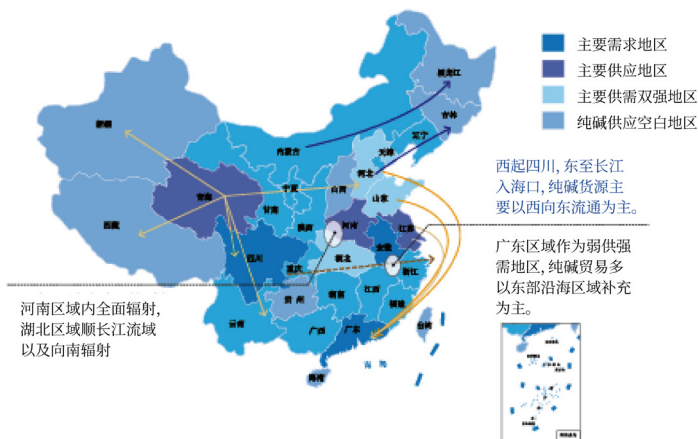 主要需求地区
主要供应地区
主要供需双强地区
纯碱供应空白地区
黑龙江
吉林
辽宁
新疆
内蒙古
天津
河北
山西
山东
宁夏
青海
甘肃
陕西
河南
江苏
西藏
安徽
四川
重庆
湖北
浙江
贵州
湖南
江西
福建
云南
广西
广东
台湾
海南
南海
西起四川, 东至长江
入海口, 纯碱货源主
要以西向东流通为主。
广东区域作为弱供强
需地区, 纯碱贸易多
以东部沿海区域补充
为主。
河南区域内全面辐射,
湖北区域顺长江流域
以及向南辐射